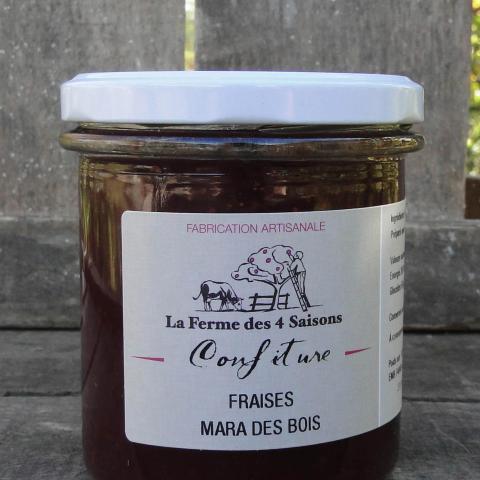 FABRICATION ARTISANALE
La Ferme des 4 Saisons
Confiture
FRAISES
MARA DES BOIS